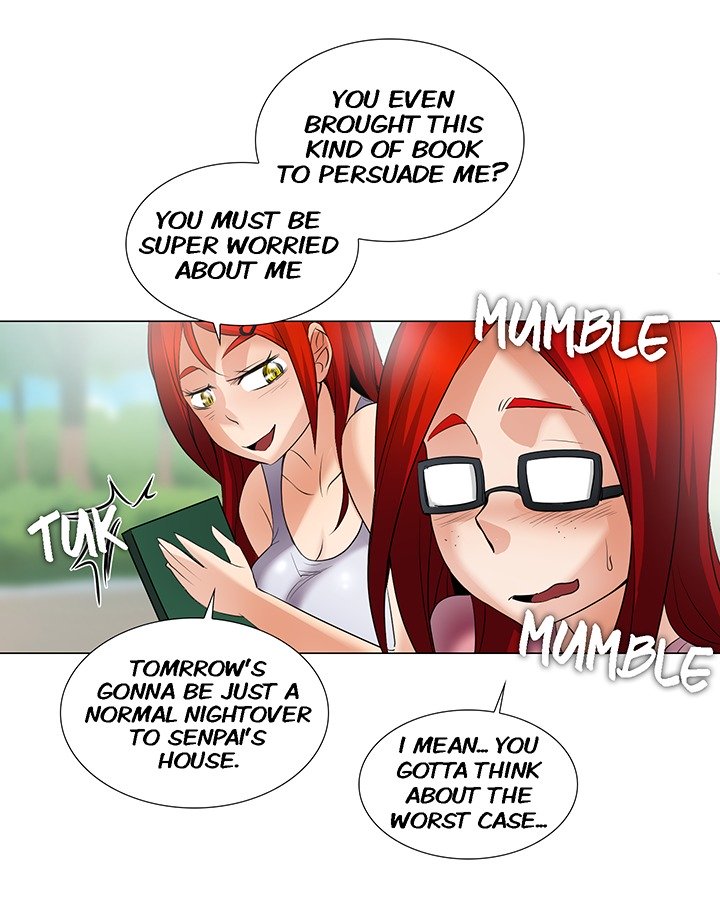 YOU EVEN
BROUGHT THIS
KIND OF BOOK
TO PERSUADE ME?
YOU MUST BE
SUPER WORRIED
ABOUT ME
MUMBLE
TUK
MUMBLE
TOMRROW'S
GONNA BE JUST A
NORMAL NIGHTOVER
TO SENPAI'S
HOUSE.
I MEAN... YOU
GOTTA THINK
ABOUT THE
WORST CASE...